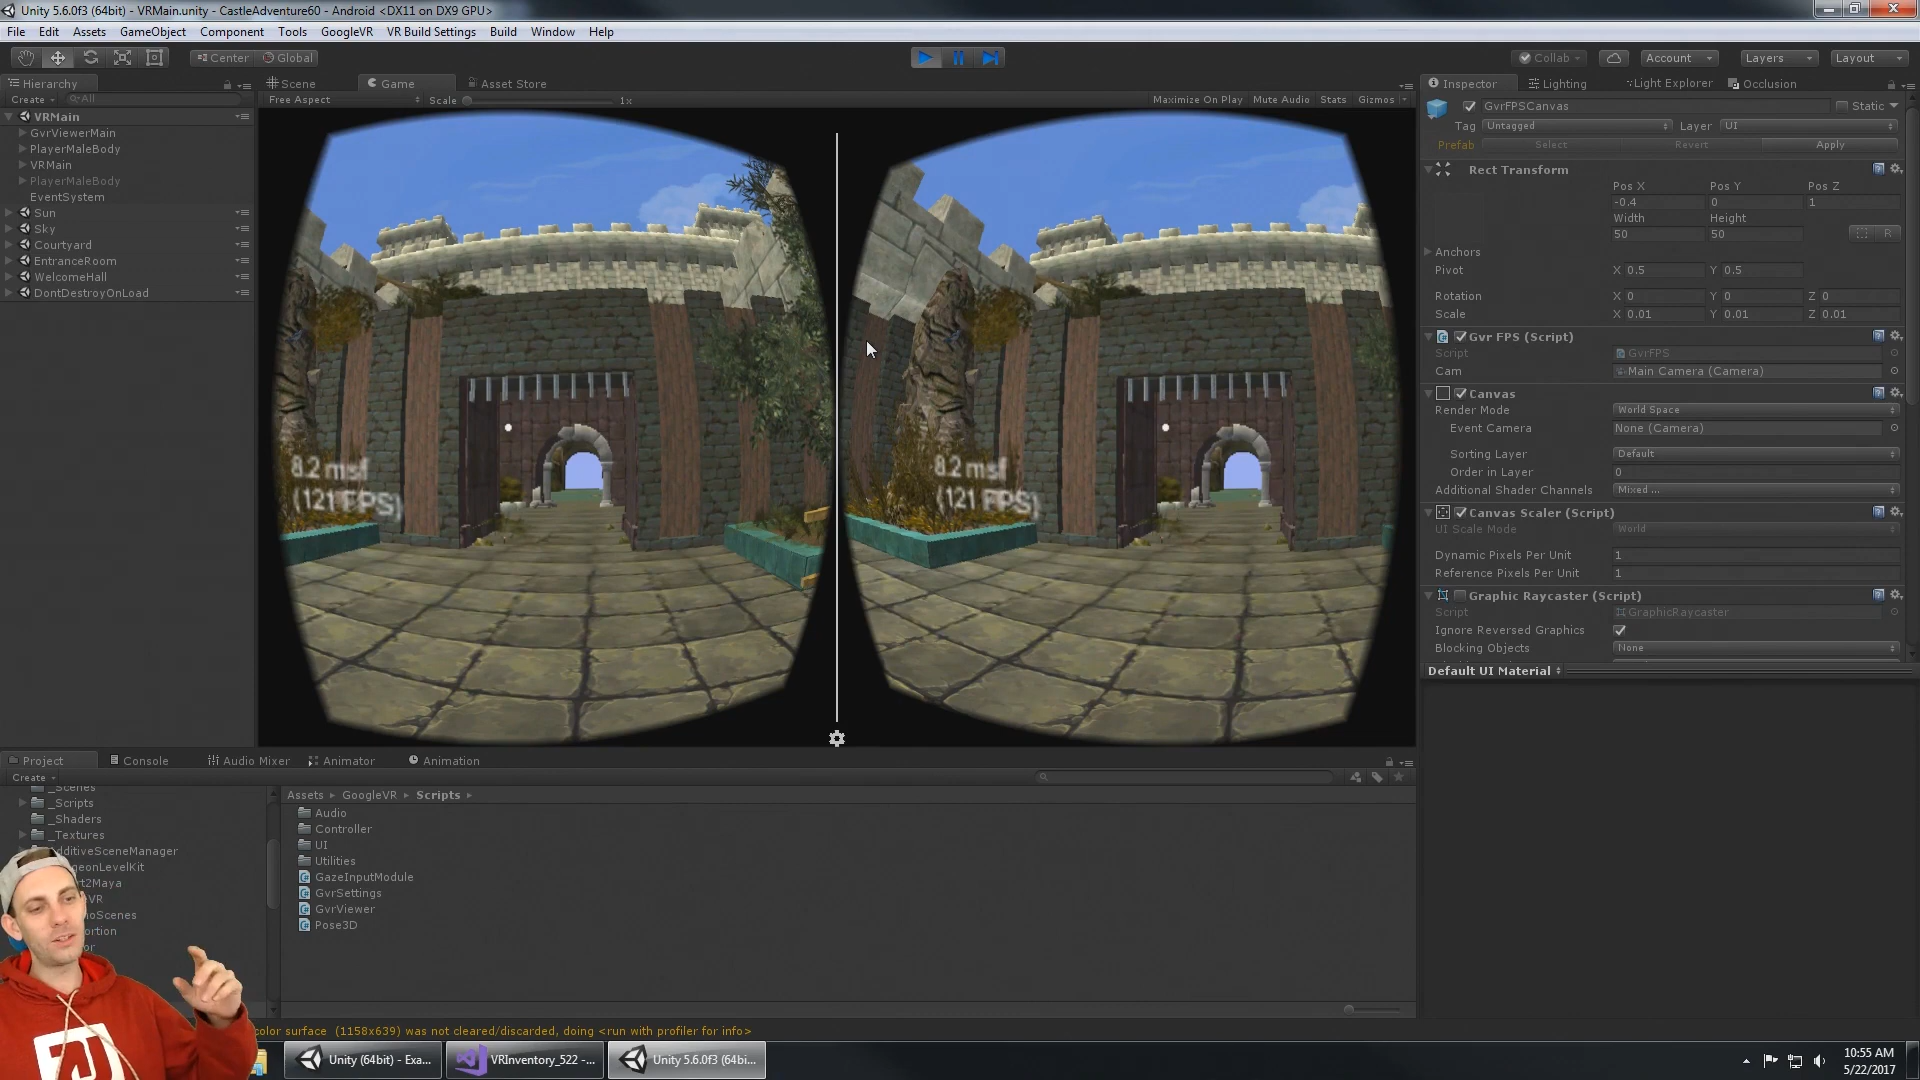 Unity 5.6.0f3 (64bit) - VRMain.unity - CastleAdventure60 - Android <DX11 on DX9 GPU>
File Edit Assets GameObject Component Tools GoogleVR VR Build Settings Build Window Help
Center Global Collab Account Layers Layout
Hierarchy
Create All
VRMain
GvrViewerMain
PlayerMaleBody
VRMain
PlayerMaleBody
EventSystem
Sun
Sky
Courtyard
EntranceRoom
WelcomeHall
DontDestroyOnLoad
Scene Game Asset Store
Free Aspect Scale 1x Maximize On Play Mute Audio Stats Gizmos
8.2 msf
(121 FPS)
8.2 msf
(121 FPS)
Inspector Lighting Light Explorer Occlusion
GvrFPSCanvas Static
Tag Untagged Layer UI
Prefab Select Revert Apply
Rect Transform
Pos X Pos Y Pos Z
-0.4 0 1
Width Height
50 50 R
Anchors
Pivot X 0.5 Y 0.5
Rotation X 0 Y 0 Z 0
Scale X 0.01 Y 0.01 Z 0.01
Gvr FPS (Script)
Script GvrFPS
Cam Main Camera (Camera)
Canvas
Render Mode World Space
Event Camera None (Camera)
Sorting Layer Default
Order in Layer 0
Additional Shader Channels Mixed ...
Canvas Scaler (Script)
UI Scale Mode World
Dynamic Pixels Per Unit 1
Reference Pixels Per Unit 1
Graphic Raycaster (Script)
Script GraphicRaycaster
Ignore Reversed Graphics
Blocking Objects None
Default UI Material
Project Console Audio Mixer Animator Animation
Create
_Scenes
_Scripts
_Shaders
_Textures
AdditiveSceneManager
geonLevelKit
t2Maya
VR
noScenes
ortion
or
Assets GoogleVR Scripts
Audio
Controller
UI
Utilities
GazeInputModule
GvrSettings
GvrViewer
Pose3D
color surface (1158x639) was not cleared/discarded, doing <run with profiler for info>
Unity (64bit) - Exa... VRInventory_522 -... Unity 5.6.0f3 (64bi...
10:55 AM
5/22/2017